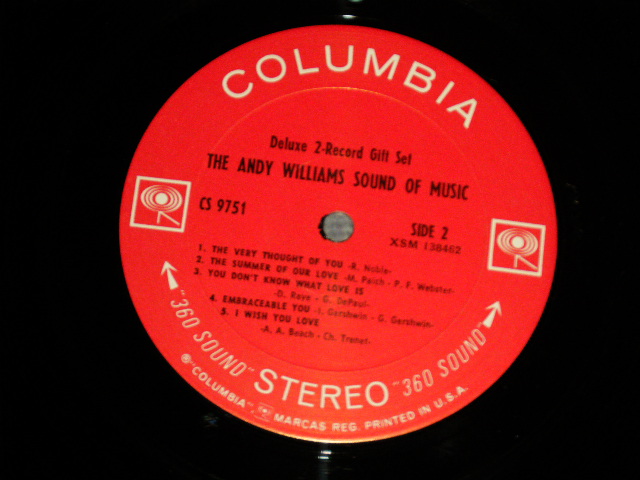 COLUMBIA
Deluxe 2-Record Gift Set
THE ANDY WILLIAMS SOUND OF MUSIC
CS 9751
SIDE 2
XSM 138462
1. THE VERY THOUGHT OF YOU -R. Noble-
2. THE SUMMER OF OUR LOVE -M. Paich - P. F. Webster-
3. YOU DON'T KNOW WHAT LOVE IS
-D. Raye - G. DePaul-
4. EMBRACEABLE YOU -I. Gershwin - G. Gershwin-
5. I WISH YOU LOVE
-A. A. Beach - Ch. Trenet-
"360 SOUND" STEREO "360 SOUND"
® "COLUMBIA", MARCAS REG. PRINTED IN U.S.A.